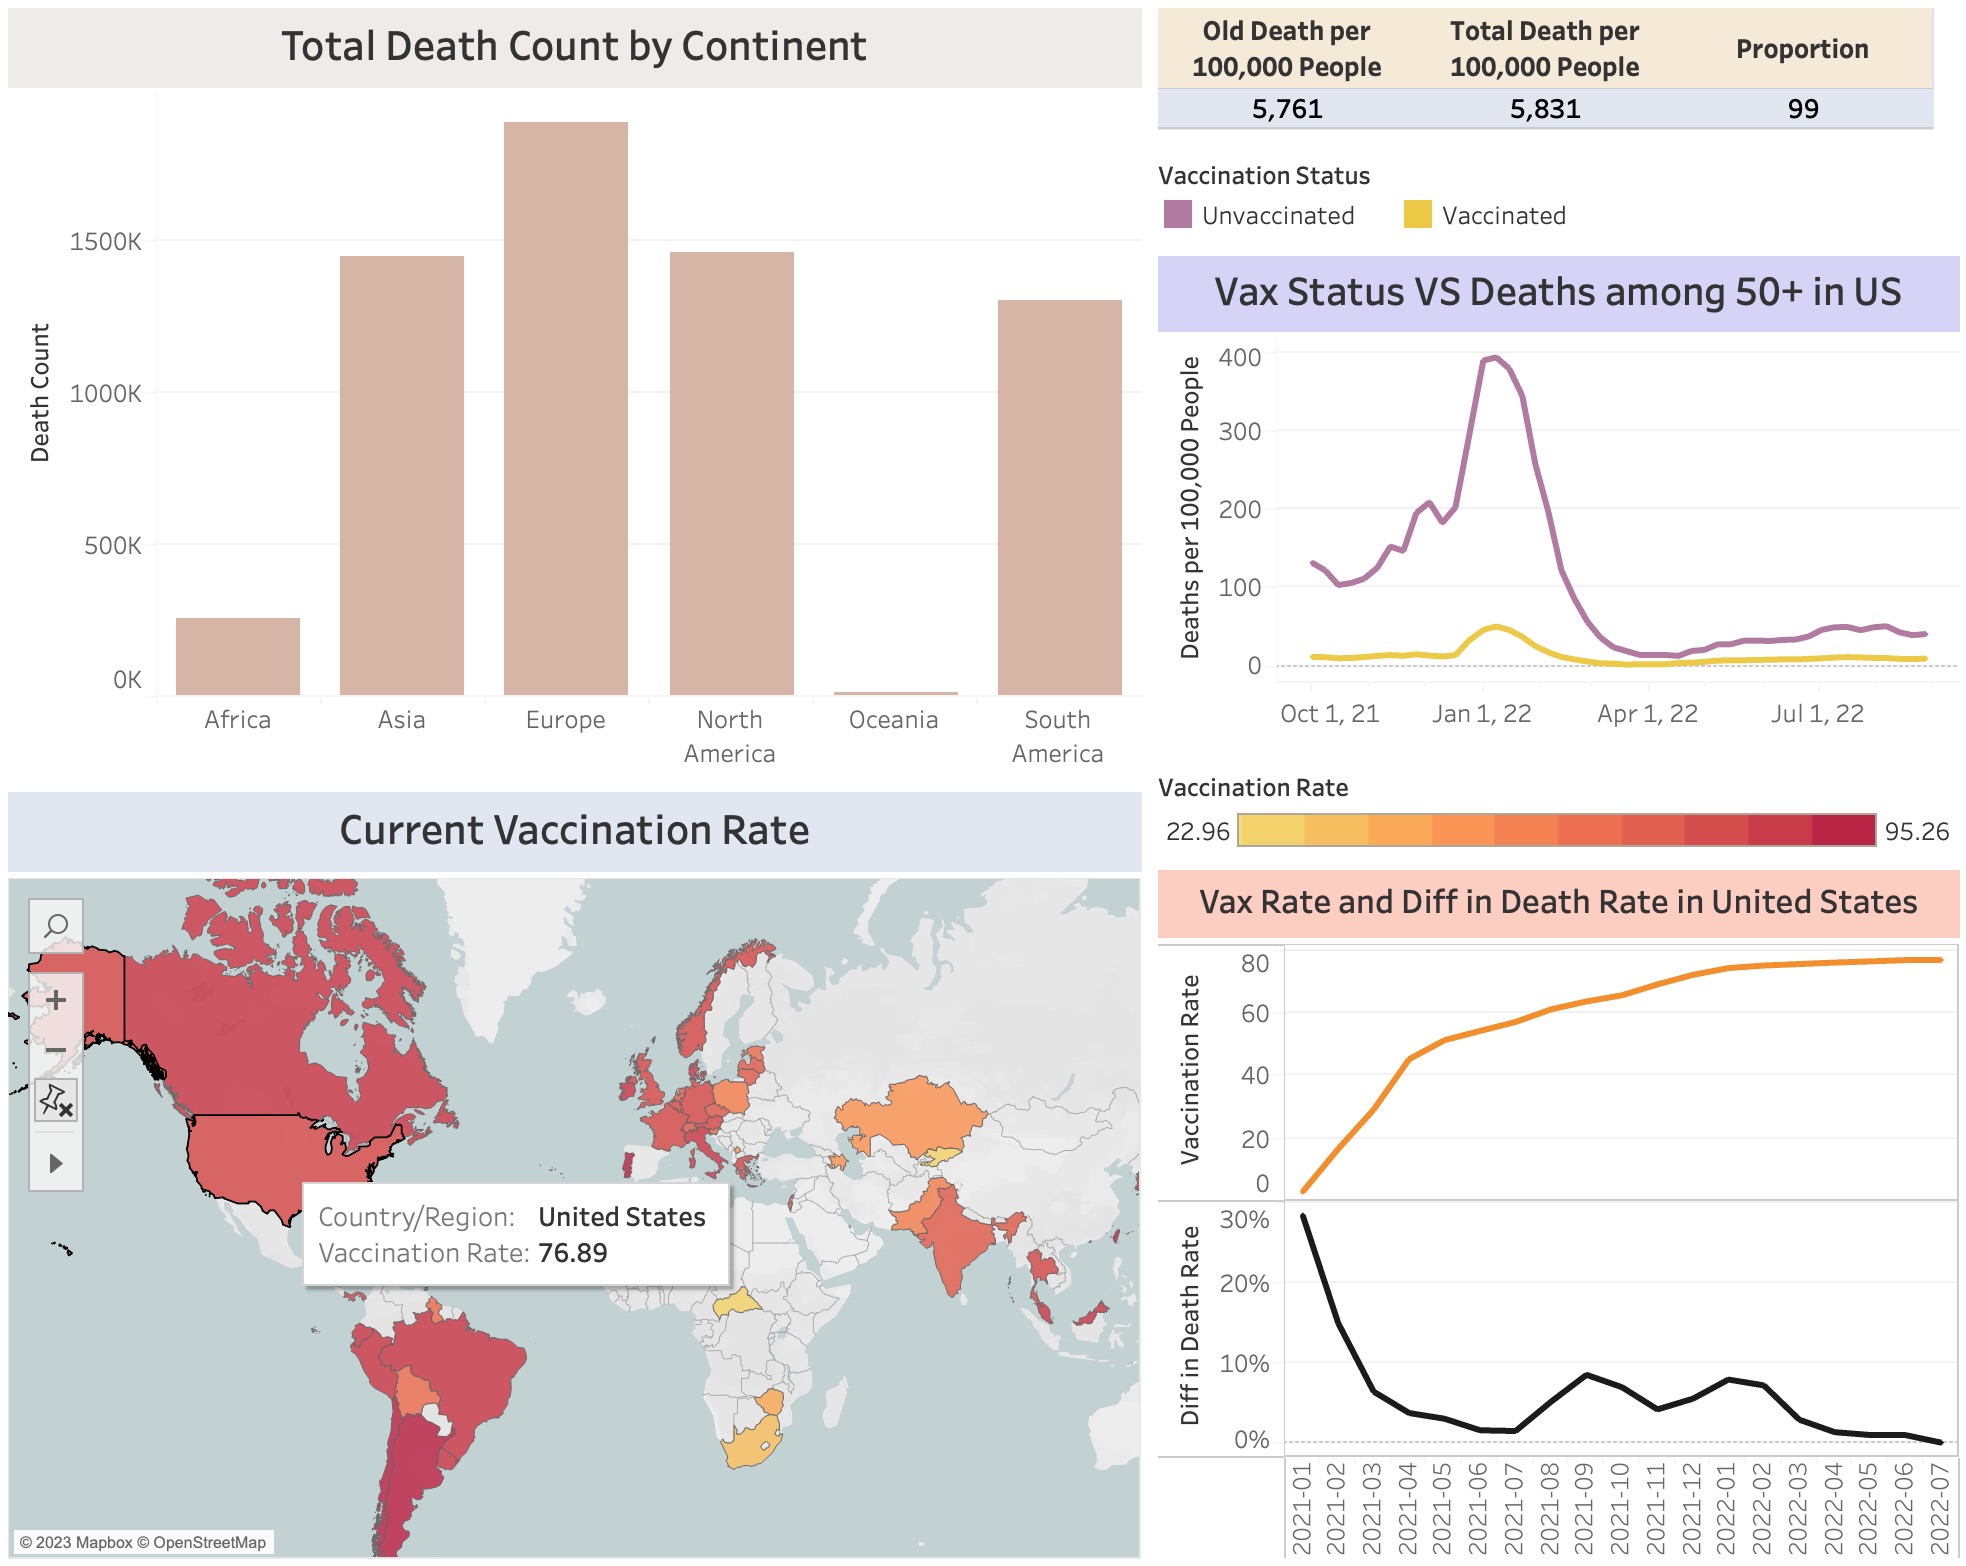 Total Death Count by Continent
Death Count
1500K
1000K
500K
0K
Africa
Asia
Europe
North
America
Oceania
South
America
Old Death per
100,000 People
Total Death per
100,000 People
Proportion
5,761
5,831
99
Vaccination Status
Unvaccinated
Vaccinated
Vax Status VS Deaths among 50+ in US
Deaths per 100,000 People
400
300
200
100
0
Oct 1, 21
Jan 1, 22
Apr 1, 22
Jul 1, 22
Current Vaccination Rate
Country/Region: United States
Vaccination Rate: 76.89
© 2023 Mapbox © OpenStreetMap
Vaccination Rate
22.96
95.26
Vax Rate and Diff in Death Rate in United States
Vaccination Rate
80
60
40
20
0
Diff in Death Rate
30%
20%
10%
0%
2021-01
2021-02
2021-03
2021-04
2021-05
2021-06
2021-07
2021-08
2021-09
2021-10
2021-11
2021-12
2022-01
2022-02
2022-03
2022-04
2022-05
2022-06
2022-07